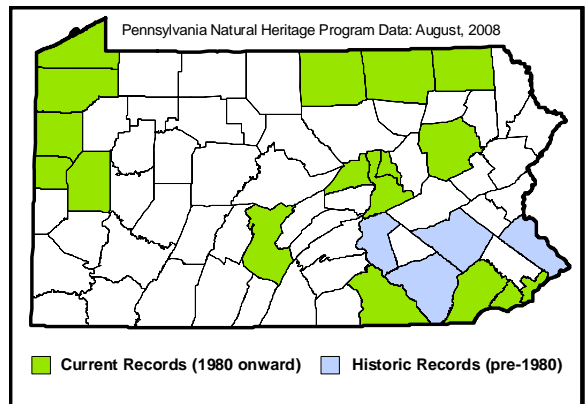 Pennsylvania Natural Heritage Program Data: August, 2008
Current Records (1980 onward)
Historic Records (pre-1980)